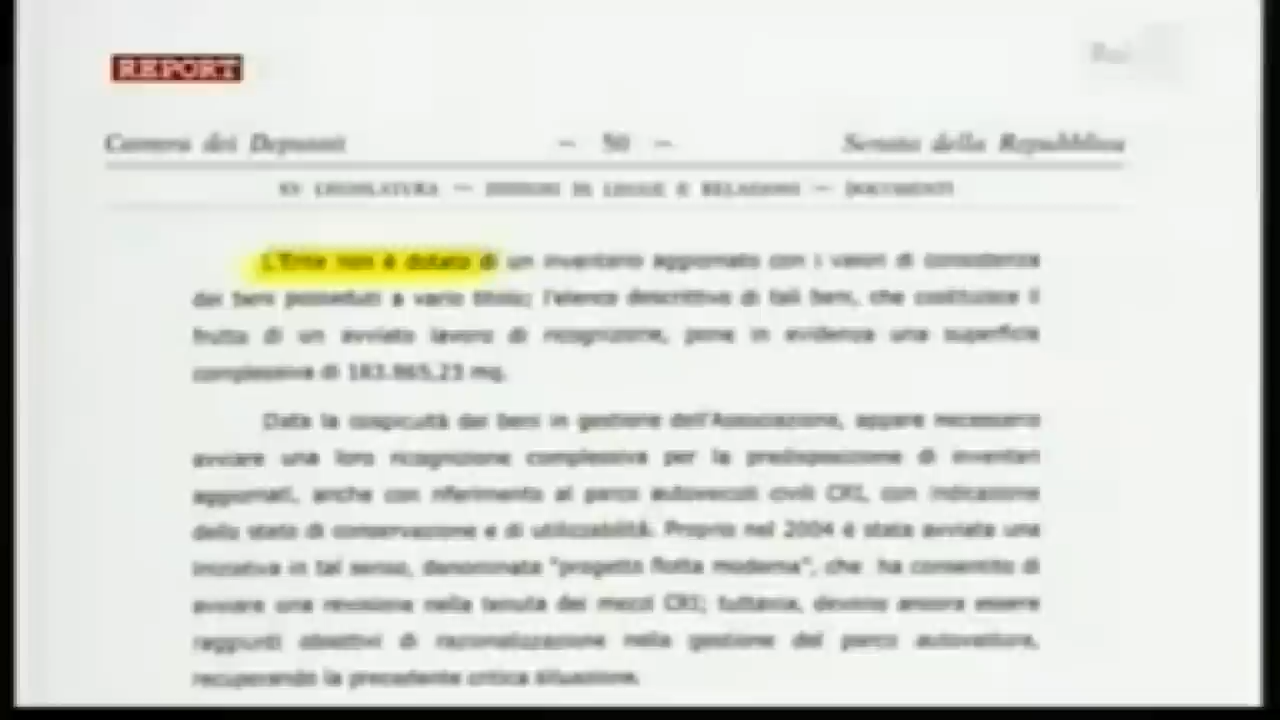 REPORT
Rai
Camera dei Deputati — 50 — Senato della Repubblica
XV LEGISLATURA — DISEGNI DI LEGGE E RELAZIONI — DOCUMENTI
L'Ente non è dotato di un inventario aggiornato con i valori di consistenza
dei beni posseduti a vario titolo; l'elenco descrittivo di tali beni, che costituisce il
frutto di un avviato lavoro di ricognizione, pone in evidenza una superficie
complessiva di 183.865,23 mq.
Data la cospicuità dei beni in gestione dell'Associazione, appare necessario
avviare una loro ricognizione complessiva per la predisposizione di inventari
aggiornati, anche con riferimento al parco autoveicoli civili CRI, con indicazione
dello stato di conservazione e di utilizzabilità. Proprio nel 2004 è stata avviata una
iniziativa in tal senso, denominata "progetto flotta moderna", che ha consentito di
avviare una revisione nella tenuta dei mezzi CRI; tuttavia, devono ancora essere
raggiunti obiettivi di razionalizzazione nella gestione del parco autovetture,
recuperando la precedente critica situazione.